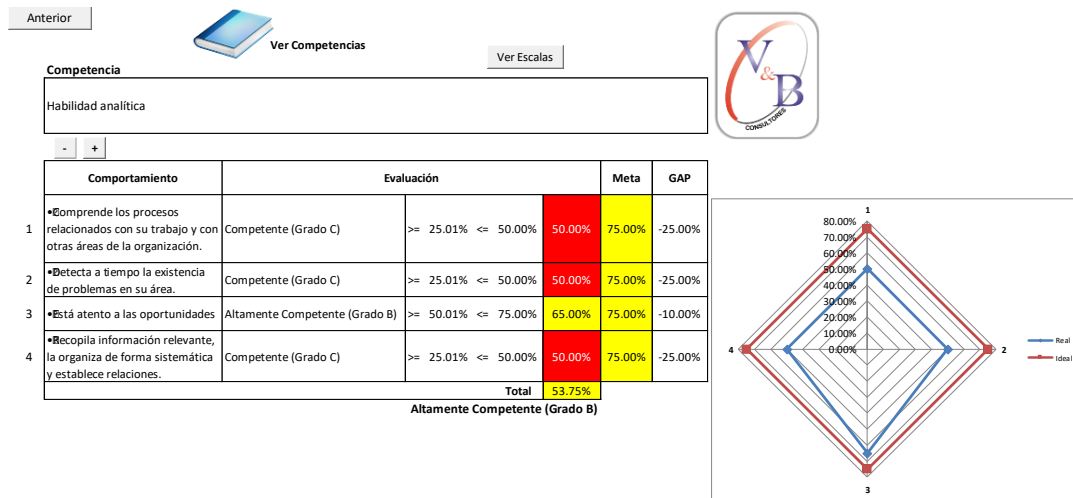 Anterior
Ver Competencias
Ver Escalas
V&B
CONSULTORES
Competencia
Habilidad analítica
- +
Comportamiento Evaluación Meta GAP
1 •Comprende los procesos relacionados con su trabajo y con otras áreas de la organización. Competente (Grado C) >= 25.01% <= 50.00% 50.00% 75.00% -25.00%
2 •Detecta a tiempo la existencia de problemas en su área. Competente (Grado C) >= 25.01% <= 50.00% 50.00% 75.00% -25.00%
3 •Está atento a las oportunidades Altamente Competente (Grado B) >= 50.01% <= 75.00% 65.00% 75.00% -10.00%
4 •Recopila información relevante, la organiza de forma sistemática y establece relaciones. Competente (Grado C) >= 25.01% <= 50.00% 50.00% 75.00% -25.00%
Total 53.75%
Altamente Competente (Grado B)
1
80.00%
70.00%
60.00%
50.00%
40.00%
30.00%
20.00%
10.00%
0.00%
4
2
3
Real
Ideal